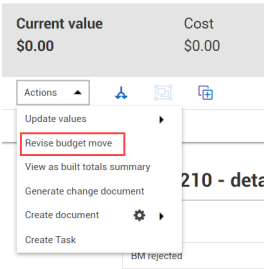 Current value Cost
$0.00 $0.00
Actions
Update values
Revise budget move
View as built totals summary
210 - deta
Generate change document
Create document
Create Task
BM rejected